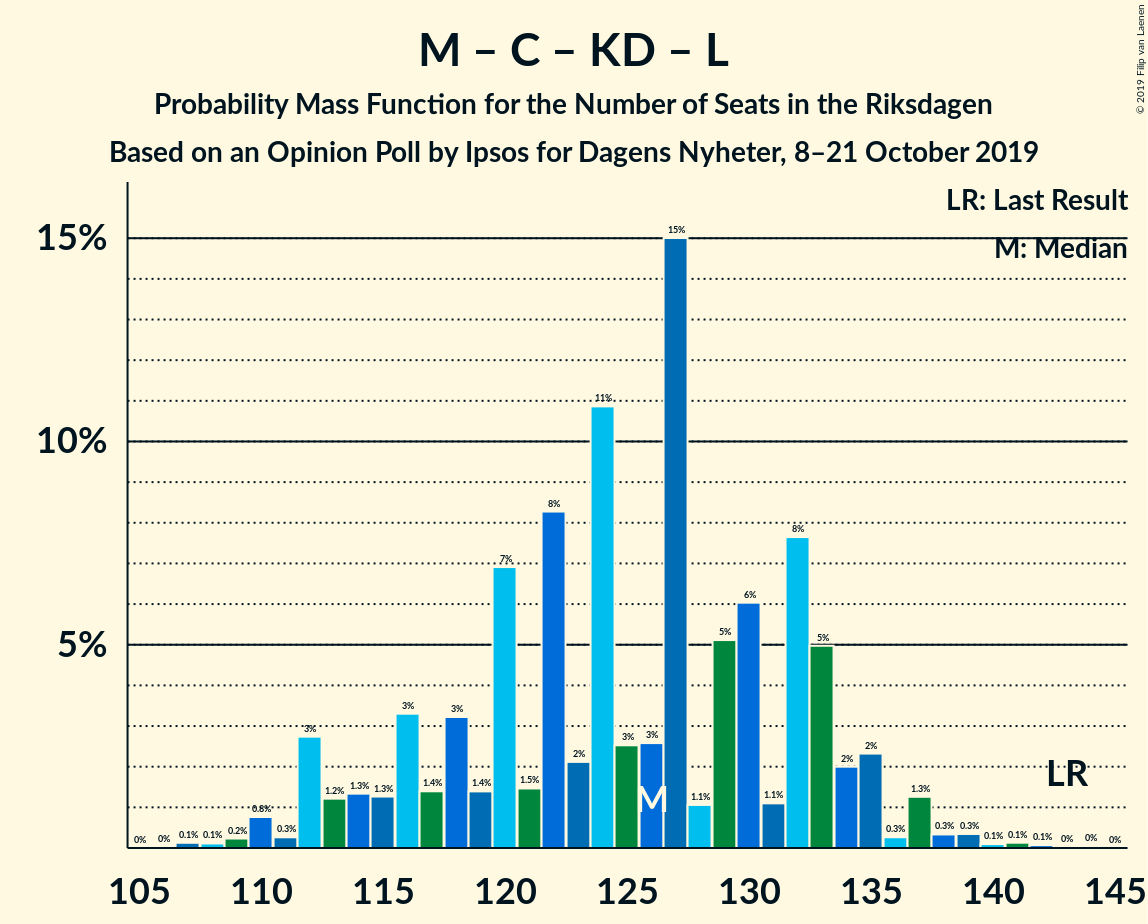 M – C – KD – L
Probability Mass Function for the Number of Seats in the Riksdagen
Based on an Opinion Poll by Ipsos for Dagens Nyheter, 8–21 October 2019
© 2019 Filip van Laenen
LR: Last Result
M: Median
15%
10%
5%
0% 0% 0.1% 0.1% 0.2% 0.8% 0.3% 3% 1.2% 1.3% 1.3% 3% 1.4% 3% 1.4% 7% 1.5% 8% 2% 11% 3% 3% 15% 1.1% 5% 6% 1.1% 8% 5% 2% 2% 0.3% 1.3% 0.3% 0.3% 0.1% 0.1% 0.1% 0% 0% 0%
M
LR
105 110 115 120 125 130 135 140 145